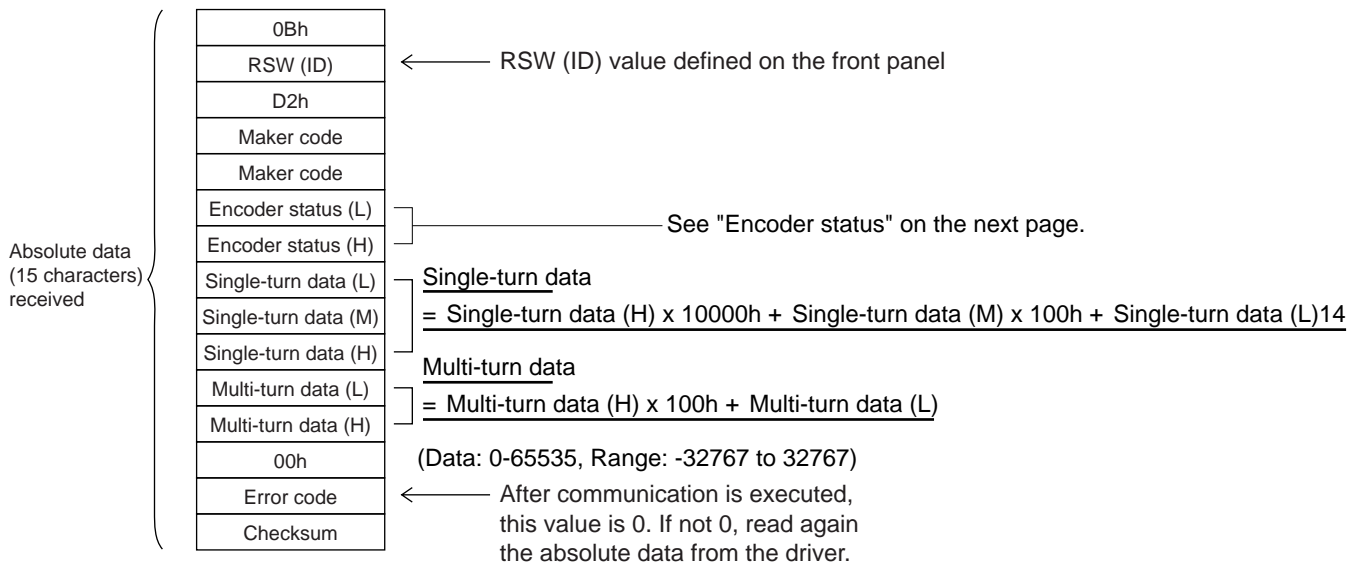 0Bh
RSW (ID)
RSW (ID) value defined on the front panel
D2h
Maker code
Maker code
Encoder status (L)
See "Encoder status" on the next page.
Encoder status (H)
Absolute data
(15 characters)
received
Single-turn data (L)
Single-turn data (M)
Single-turn data (H)
Single-turn data
= Single-turn data (H) x 10000h + Single-turn data (M) x 100h + Single-turn data (L)14
Multi-turn data (L)
Multi-turn data (H)
Multi-turn data
= Multi-turn data (H) x 100h + Multi-turn data (L)
00h
(Data: 0-65535, Range: -32767 to 32767)
Error code
After communication is executed,
this value is 0. If not 0, read again
the absolute data from the driver.
Checksum